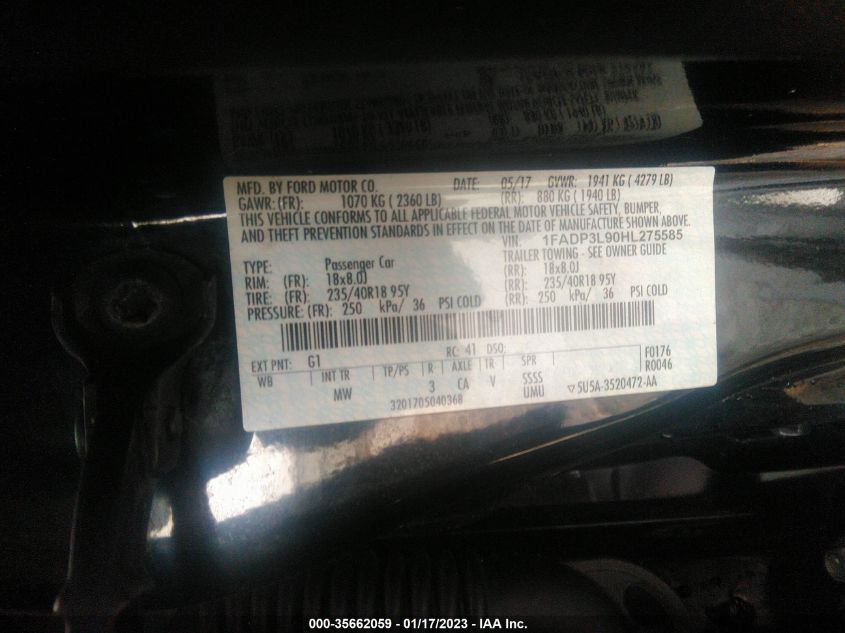 MFD. BY FORD MOTOR CO. DATE: 05/17 GVWR: 1941 KG ( 4279 LB)
GAWR: (FR): 1070 KG ( 2360 LB) (RR): 880 KG ( 1940 LB)
THIS VEHICLE CONFORMS TO ALL APPLICABLE FEDERAL MOTOR VEHICLE SAFETY, BUMPER,
AND THEFT PREVENTION STANDARDS IN EFFECT ON THE DATE OF MANUFACTURE SHOWN ABOVE.
VIN: 1FADP3L90HL275585
TYPE: Passenger Car TRAILER TOWING - SEE OWNER GUIDE
RIM: (FR): 18x8.0J (RR): 18x8.0J
TIRE: (FR): 235/40R18 95Y (RR): 235/40R18 95Y
PRESSURE: (FR): 250 kPa/ 36 PSI COLD (RR): 250 kPa/ 36 PSI COLD
EXT PNT: G1 RC: 41 DSO: F0176
WB INT TR TP/PS R AXLE TR SPR R0046
MW 3 CA V SSSS
UMU ▽5U5A-3520472-AA
3201705040368
000-35662059 - 01/17/2023 - IAA Inc.